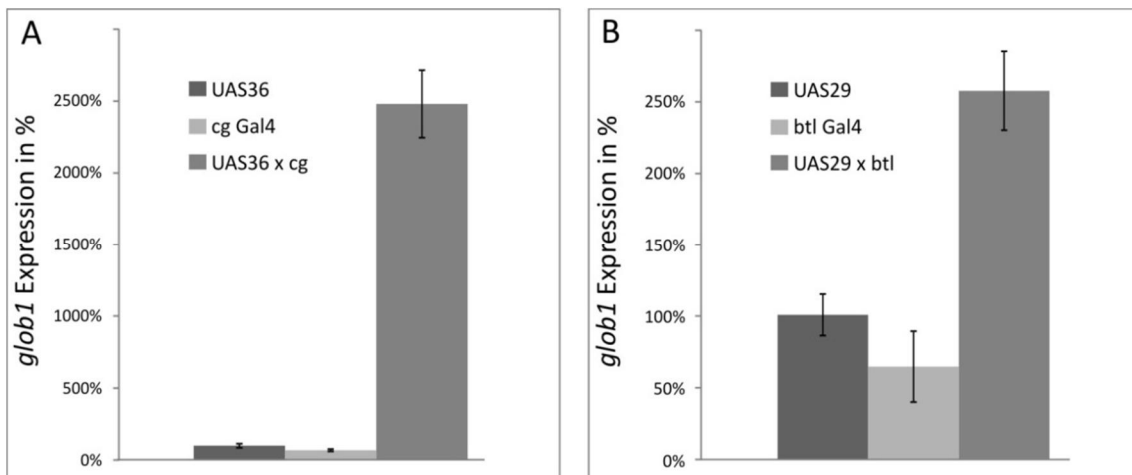 A
glob1 Expression in %
2500%
2000%
1500%
1000%
500%
0%
UAS36
cg Gal4
UAS36 x cg
B
glob1 Expression in %
250%
200%
150%
100%
50%
0%
UAS29
btl Gal4
UAS29 x btl